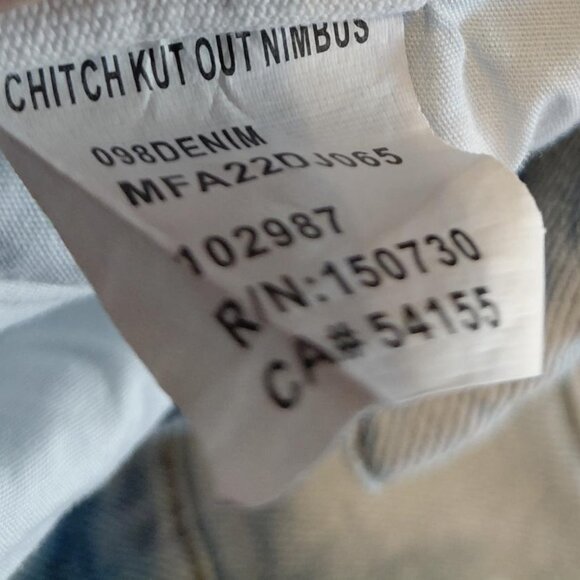 CHITCH KUT OUT NIMBUS
098DENIM
MFA22DJ065
102987
R/N:150730
CA# 54155